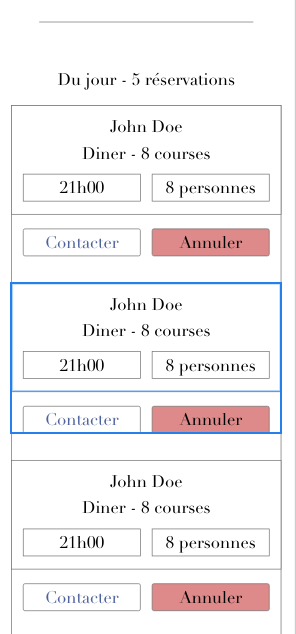 Du jour - 5 réservations
John Doe
Diner - 8 courses
21h00 8 personnes
Contacter Annuler
John Doe
Diner - 8 courses
21h00 8 personnes
Contacter Annuler
John Doe
Diner - 8 courses
21h00 8 personnes
Contacter Annuler